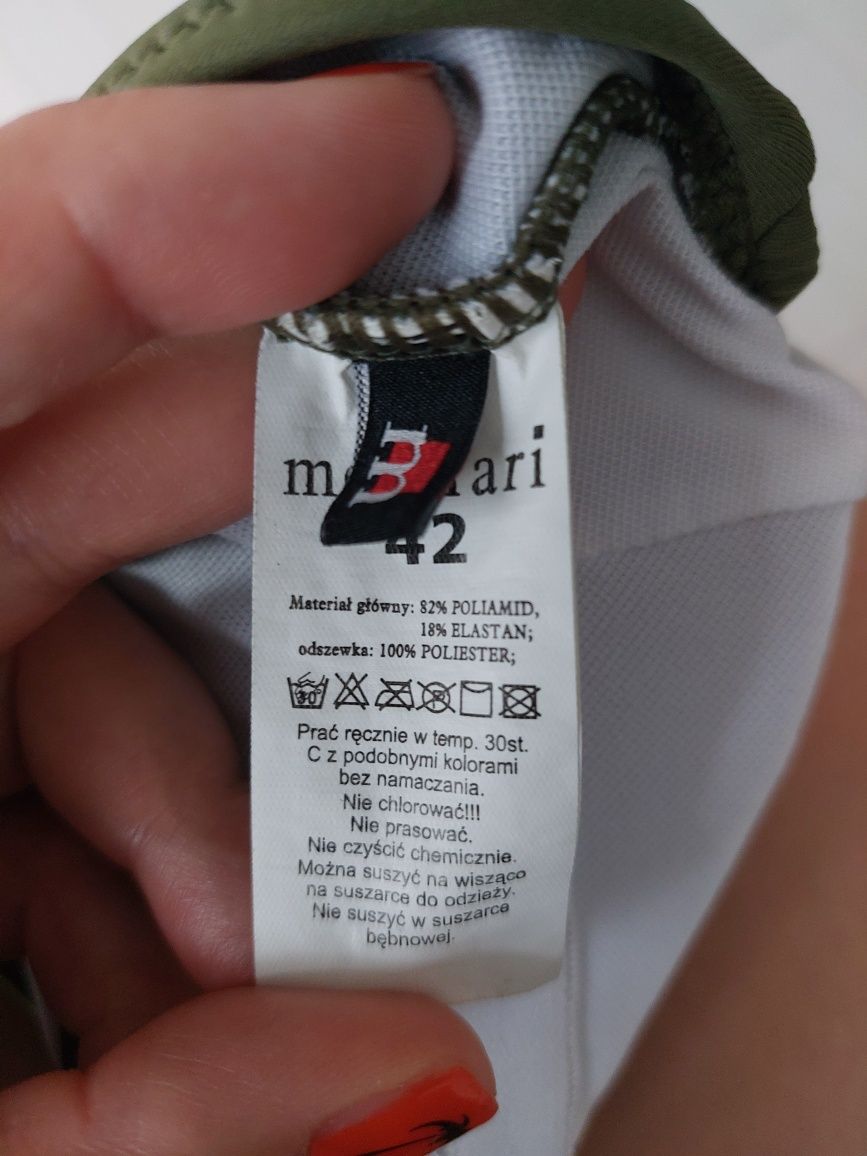 m
42
Materiał główny: 82% POLIAMID,
18% ELASTAN;
odszewka: 100% POLIESTER;
30°
P
Prać ręcznie w temp. 30st.
C z podobnymi kolorami
bez namaczania.
Nie chlorować!!!
Nie prasować.
Nie czyścić chemicznie.
Można suszyć na wisząco
na suszarce do odzieży.
Nie suszyć w suszarce
bębnowej.